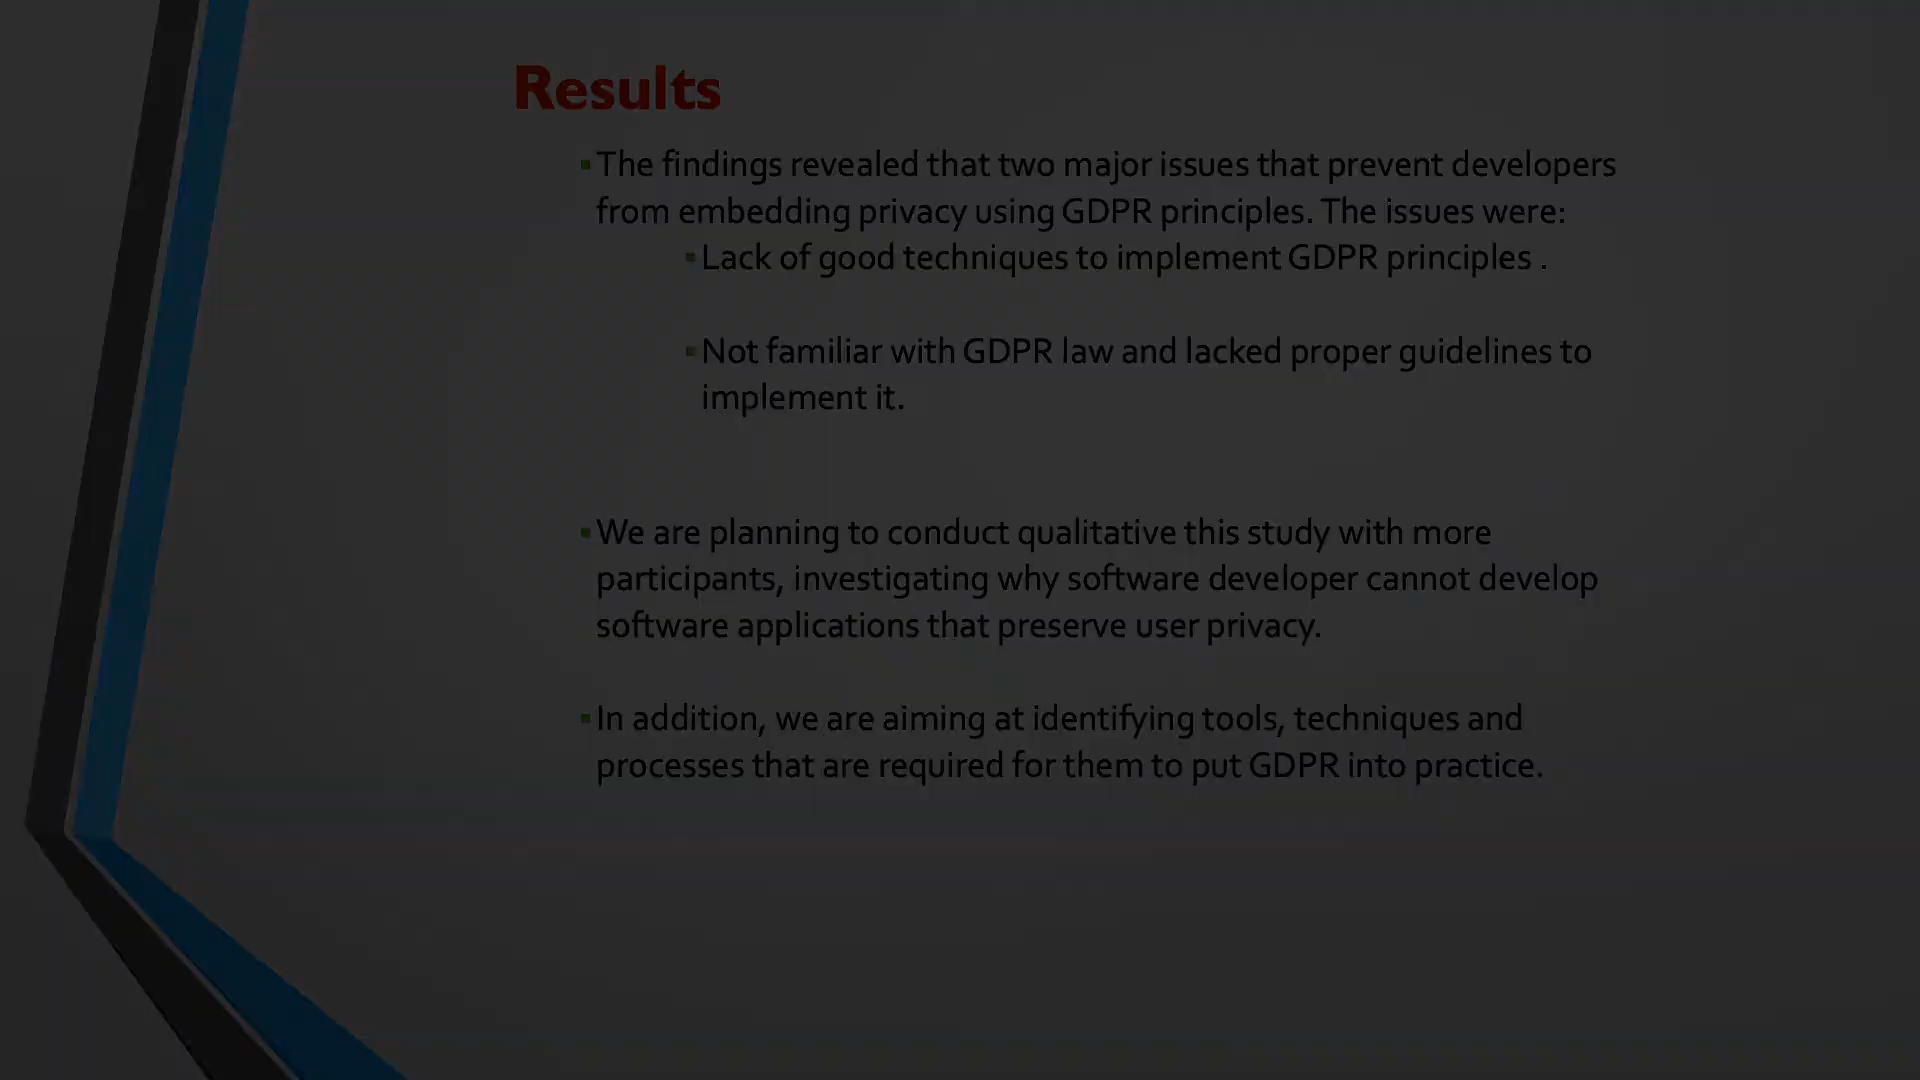 Results
▪The findings revealed that two major issues that prevent developers
from embedding privacy using GDPR principles. The issues were:
▪Lack of good techniques to implement GDPR principles .
▪Not familiar with GDPR law and lacked proper guidelines to
implement it.
▪We are planning to conduct qualitative this study with more
participants, investigating why software developer cannot develop
software applications that preserve user privacy.
▪In addition, we are aiming at identifying tools, techniques and
processes that are required for them to put GDPR into practice.